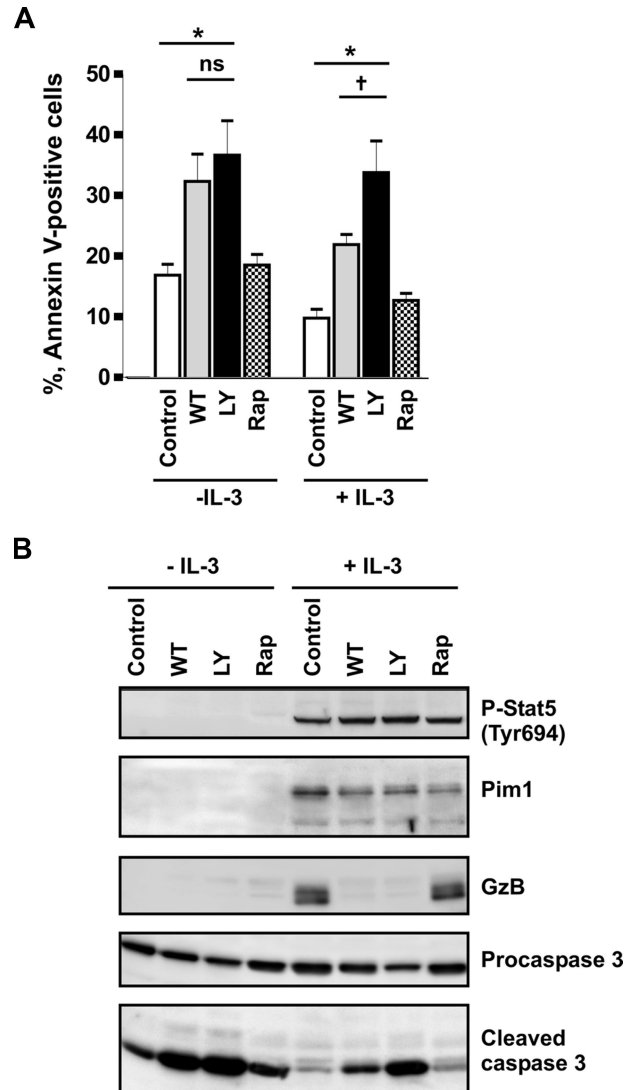 A
*
ns
*
†
%, Annexin V-positive cells
50
40
30
20
10
0
Control WT LY Rap Control WT LY Rap
-IL-3 + IL-3
B
- IL-3 + IL-3
Control WT LY Rap Control WT LY Rap
P-Stat5
(Tyr694)
Pim1
GzB
Procaspase 3
Cleaved
caspase 3